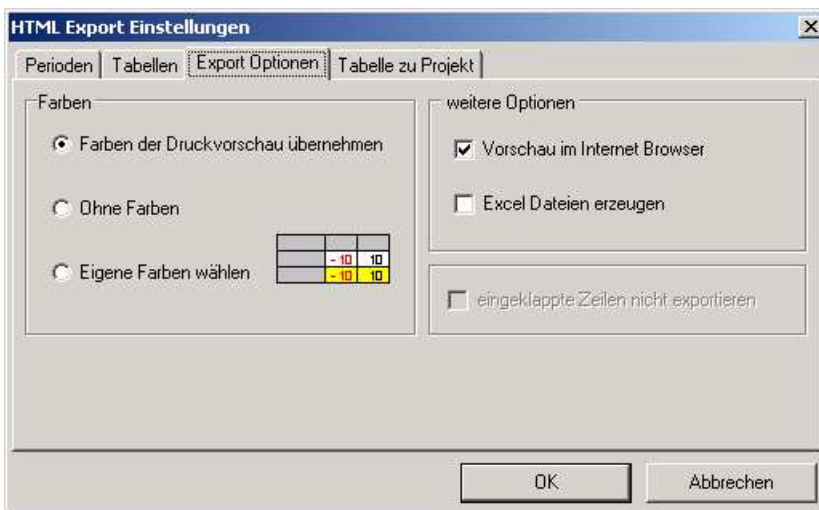 HTML Export Einstellungen
Perioden Tabellen Export Optionen Tabelle zu Projekt
Farben
Farben der Druckvorschau übernehmen
Ohne Farben
Eigene Farben wählen
- 10 10
- 10 10
weitere Optionen
Vorschau im Internet Browser
Excel Dateien erzeugen
eingeklappte Zeilen nicht exportieren
OK Abbrechen